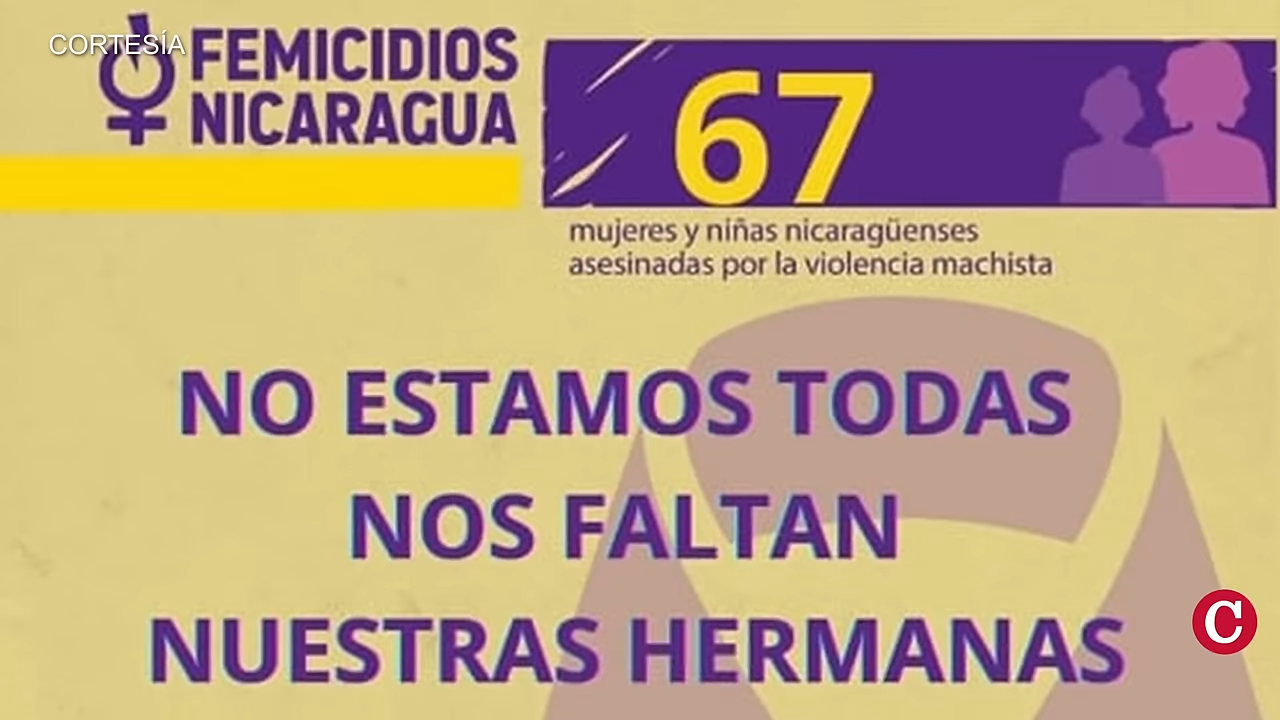 CORTESÍA
FEMICIDIOS
NICARAGUA
67
mujeres y niñas nicaragüenses
asesinadas por la violencia machista
NO ESTAMOS TODAS
NOS FALTAN
NUESTRAS HERMANAS
C